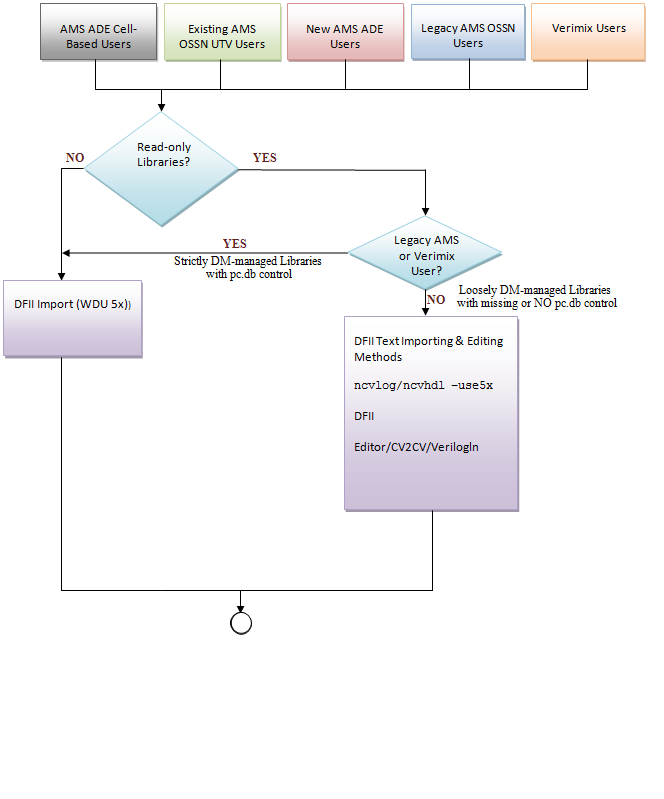 AMS ADE Cell-
Based Users
Existing AMS
OSSN UTV Users
New AMS ADE
Users
Legacy AMS OSSN
Users
Verimix Users
Read-only
Libraries?
NO
YES
Legacy AMS
or Verimix
User?
YES
Strictly DM-managed Libraries
with pc.db control
NO
Loosely DM-managed Libraries
with missing or NO pc.db control
DFII Import (WDU 5x))
DFII Text Importing & Editing
Methods
ncvlog/ncvhdl –use5x
DFII
Editor/CV2CV/VerilogIn